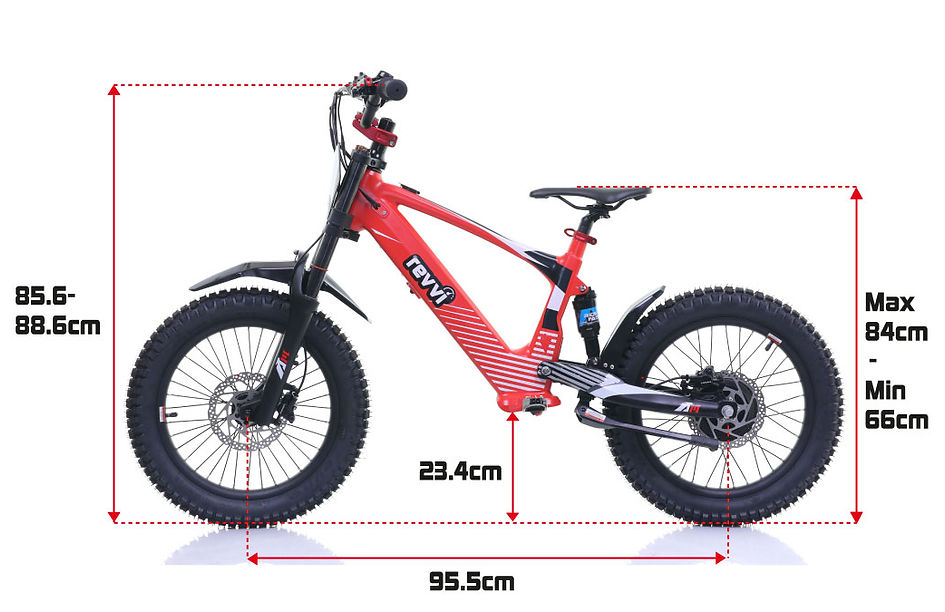 85.6-
88.6cm
revvi
Max
84cm
-
Min
66cm
23.4cm
95.5cm